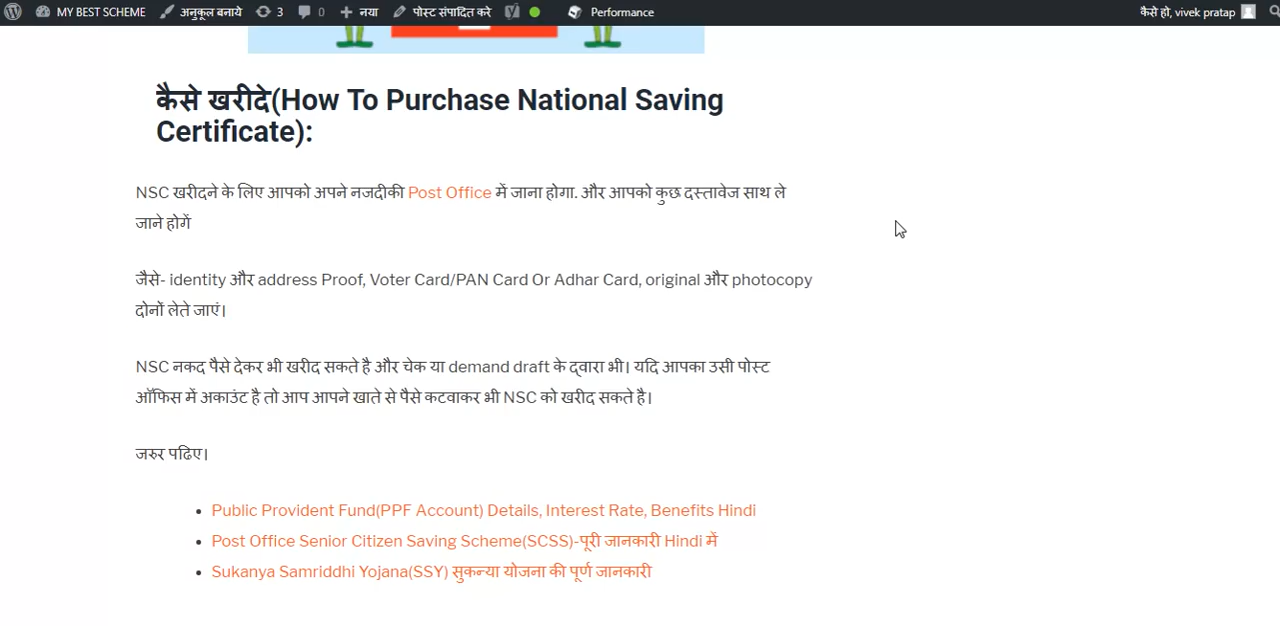 MY BEST SCHEME अनुकूल बनाये 3 0 + नया पोस्ट संपादित करे Performance कैसे हो, vivek pratap
कैसे खरीदे(How To Purchase National Saving
Certificate):
NSC खरीदने के लिए आपको अपने नजदीकी Post Office में जाना होगा. और आपको कुछ दस्तावेज साथ ले
जाने होगें
जैसे- identity और address Proof, Voter Card/PAN Card Or Adhar Card, original और photocopy
दोनों लेते जाएं।
NSC नकद पैसे देकर भी खरीद सकते है और चेक या demand draft के द्वारा भी। यदि आपका उसी पोस्ट
ऑफिस में अकाउंट है तो आप आपने खाते से पैसे कटवाकर भी NSC को खरीद सकते है।
जरुर पढिए।
• Public Provident Fund(PPF Account) Details, Interest Rate, Benefits Hindi
• Post Office Senior Citizen Saving Scheme(SCSS)-पूरी जानकारी Hindi में
• Sukanya Samriddhi Yojana(SSY) सुकन्या योजना की पूर्ण जानकारी